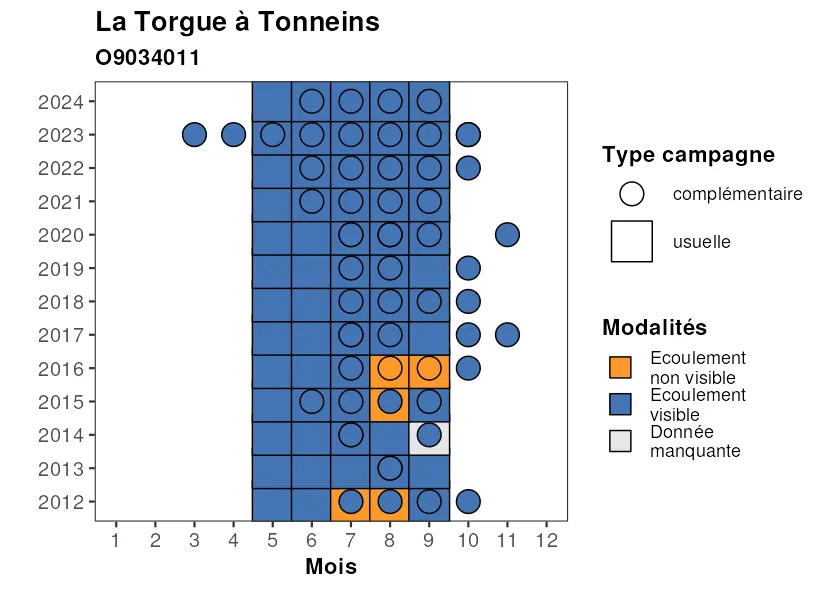 La Torgue à Tonneins
O9034011
2024
2023
2022
2021
2020
2019
2018
2017
2016
2015
2014
2013
2012
1 2 3 4 5 6 7 8 9 10 11 12
Mois
Type campagne
complémentaire
usuelle
Modalités
Ecoulement
non visible
Ecoulement
visible
Donnée
manquante